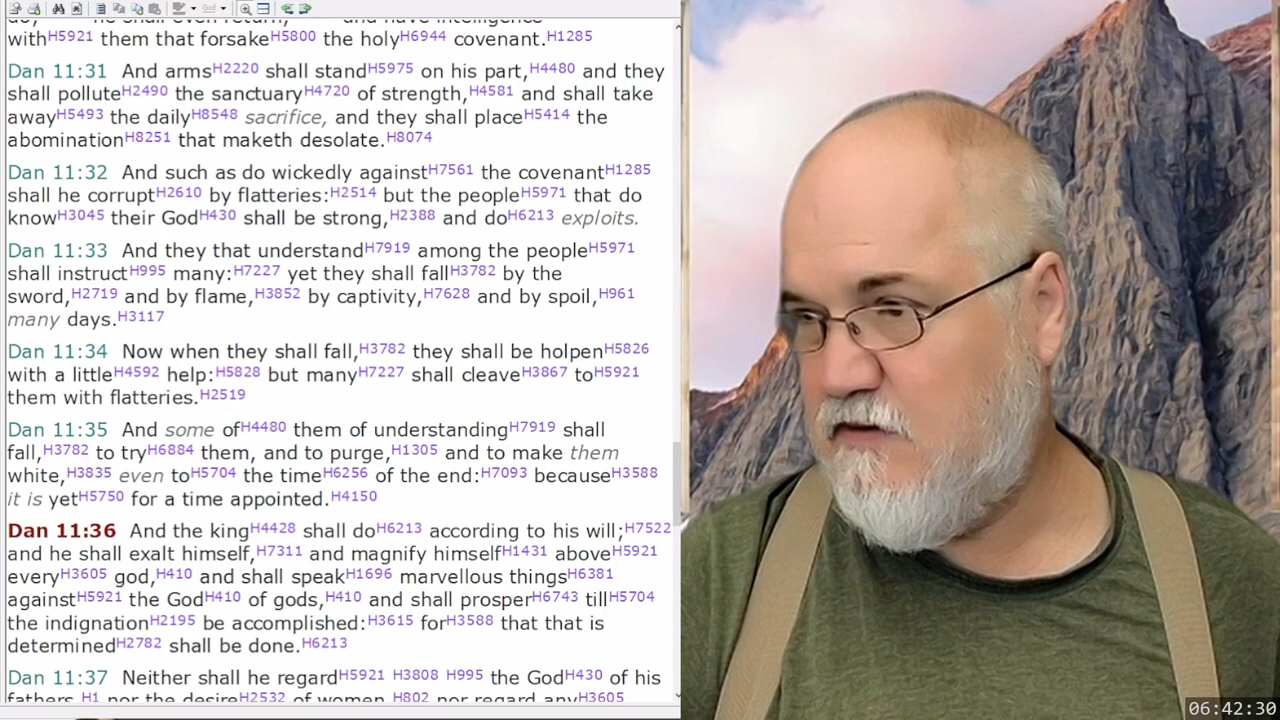 with H5921 them that forsake H5800 the holy H6944 covenant. H1285
Dan 11:31 And arms H2220 shall stand H5975 on his part, H4480 and they
shall pollute H2490 the sanctuary H4720 of strength, H4581 and shall take
away H5493 the daily H8548 sacrifice, and they shall place H5414 the
abomination H8251 that maketh desolate. H8074
Dan 11:32 And such as do wickedly against H7561 the covenant H1285
shall he corrupt H2610 by flatteries: H2514 but the people H5971 that do
know H3045 their God H430 shall be strong, H2388 and do H6213 exploits.
Dan 11:33 And they that understand H7919 among the people H5971
shall instruct H995 many: H7227 yet they shall fall H3782 by the
sword, H2719 and by flame, H3852 by captivity, H7628 and by spoil, H961
many days. H3117
Dan 11:34 Now when they shall fall, H3782 they shall be holpen H5826
with a little H4592 help: H5828 but many H7227 shall cleave H3867 to H5921
them with flatteries. H2519
Dan 11:35 And some of H4480 them of understanding H7919 shall
fall, H3782 to try H6884 them, and to purge, H1305 and to make them
white, H3835 even to H5704 the time H6256 of the end: H7093 because H3588
it is yet H5750 for a time appointed. H4150
Dan 11:36 And the king H4428 shall do H6213 according to his will; H7522
and he shall exalt himself, H7311 and magnify himself H1431 above H5921
every H3605 god, H410 and shall speak H1696 marvellous things H6381
against H5921 the God H410 of gods, H410 and shall prosper H6743 till H5704
the indignation H2195 be accomplished: H3615 for H3588 that that is
determined H2782 shall be done. H6213
Dan 11:37 Neither shall he regard H5921 H3808 H995 the God H430 of his
fathers, H1 nor the desire H2532 of women, H802 nor regard any H3605
06:42:30